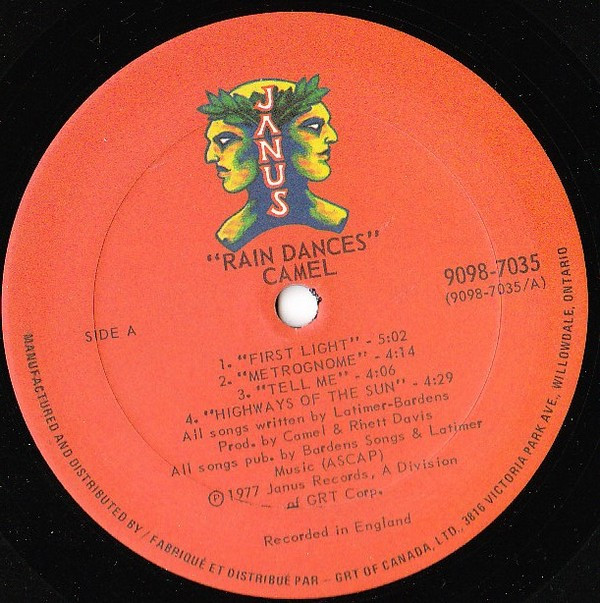 JANUS
"RAIN DANCES"
CAMEL
9098-7035
(9098-7035/A)
SIDE A
1. "FIRST LIGHT" - 5:02
2. "METROGNOME" - 4:14
3. "TELL ME" - 4:06
4. "HIGHWAYS OF THE SUN" - 4:29
All songs written by Latimer-Bardens
Prod. by Camel & Rhett Davis
All songs pub. by Bardens Songs & Latimer
Music (ASCAP)
℗ 1977 Janus Records, A Division
of GRT Corp.
Recorded in England
MANUFACTURED AND DISTRIBUTED BY / FABRIQUÉ ET DISTRIBUÉ PAR - GRT OF CANADA, LTD., 3816 VICTORIA PARK AVE., WILLOWDALE, ONTARIO